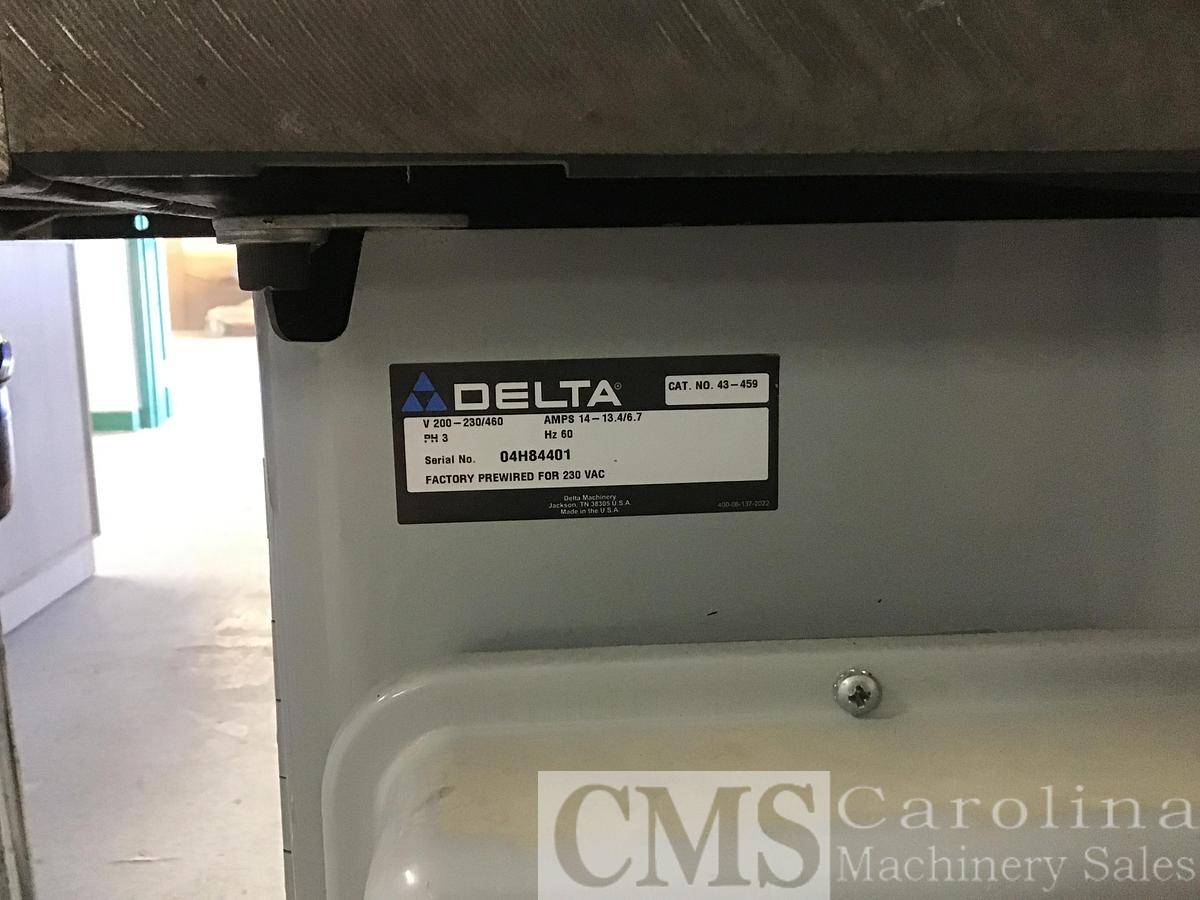 DELTA®
CAT. NO. 43-459
V 200-230/460 AMPS 14-13.4/6.7
PH 3 Hz 60
Serial No. 04H84401
FACTORY PREWIRED FOR 230 VAC
Delta Machinery
Jackson, TN 38305 U.S.A.
Made in the U.S.A.
400-06-137-2022
CMS Carolina
Machinery Sales